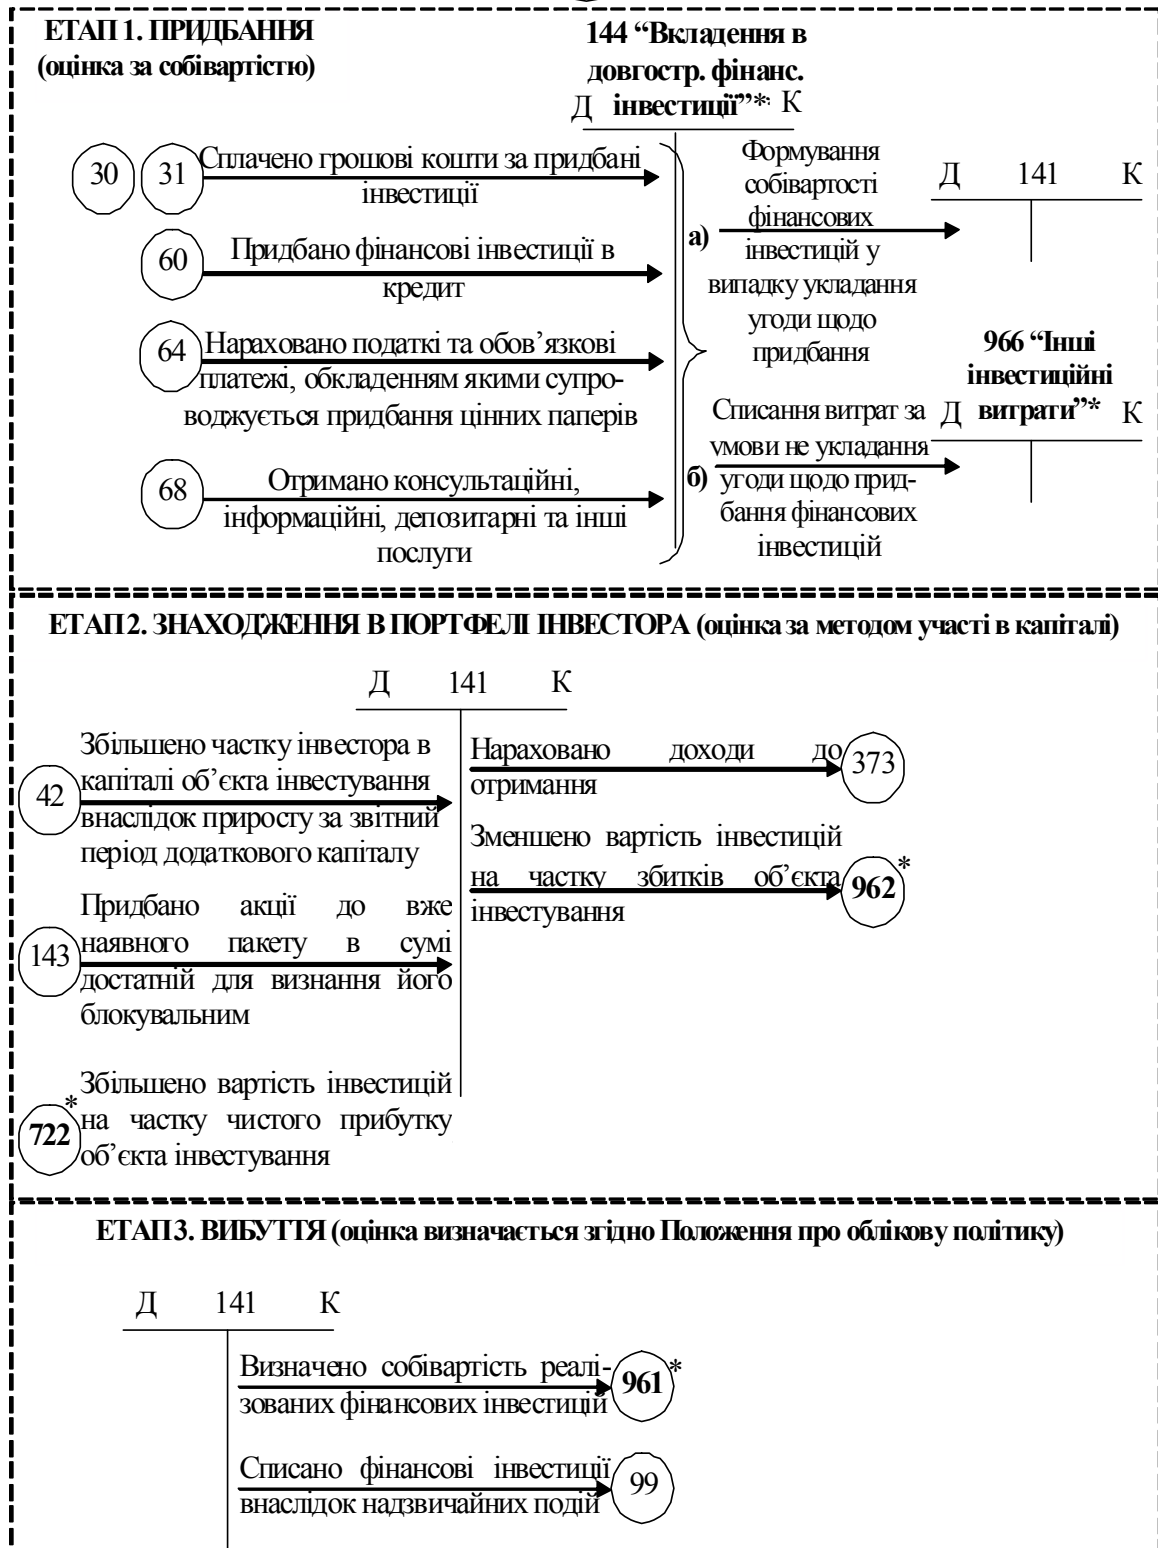 ЕТАП 1. ПРИДБАННЯ
(оцінка за собівартістю)
144 “Вкладення в
довгостр. фінанс.
Д інвестиції”* К
30
31
Сплачено грошові кошти за придбані
інвестиції
60
Придбано фінансові інвестиції в
кредит
64
Нараховано податкі та обов’язкові
платежі, обкладенням якими супро-
воджується придбання цінних паперів
68
Отримано консультаційні,
інформаційні, депозитарні та інші
послуги
а)
Формування
собівартості
фінансових
інвестицій у
випадку укладання
угоди щодо
придбання
Д 141 К
б)
Списання витрат за
умови не укладання
угоди щодо прид-
бання фінансових
інвестицій
966 “Інші
інвестиційні
Д витрати”* К
ЕТАП 2. ЗНАХОДЖЕННЯ В ПОРТФЕЛІ ІНВЕСТОРА (оцінка за методом участі в капіталі)
Д 141 К
42
Збільшено частку інвестора в
капіталі об’єкта інвестування
внаслідок приросту за звітний
період додаткового капіталу
143
Придбано акції до вже
наявного пакету в сумі
достатній для визнання його
блокувальним
722*
Збільшено вартість інвестицій
на частку чистого прибутку
об’єкта інвестування
Нараховано доходи до
отримання
373
Зменшено вартість інвестицій
на частку збитків об’єкта
інвестування
962*
ЕТАП 3. ВИБУТТЯ (оцінка визначається згідно Положення про облікову політику)
Д 141 К
Визначено собівартість реалі-
зованих фінансових інвестицій
961*
Списано фінансові інвестиції
внаслідок надзвичайних подій
99